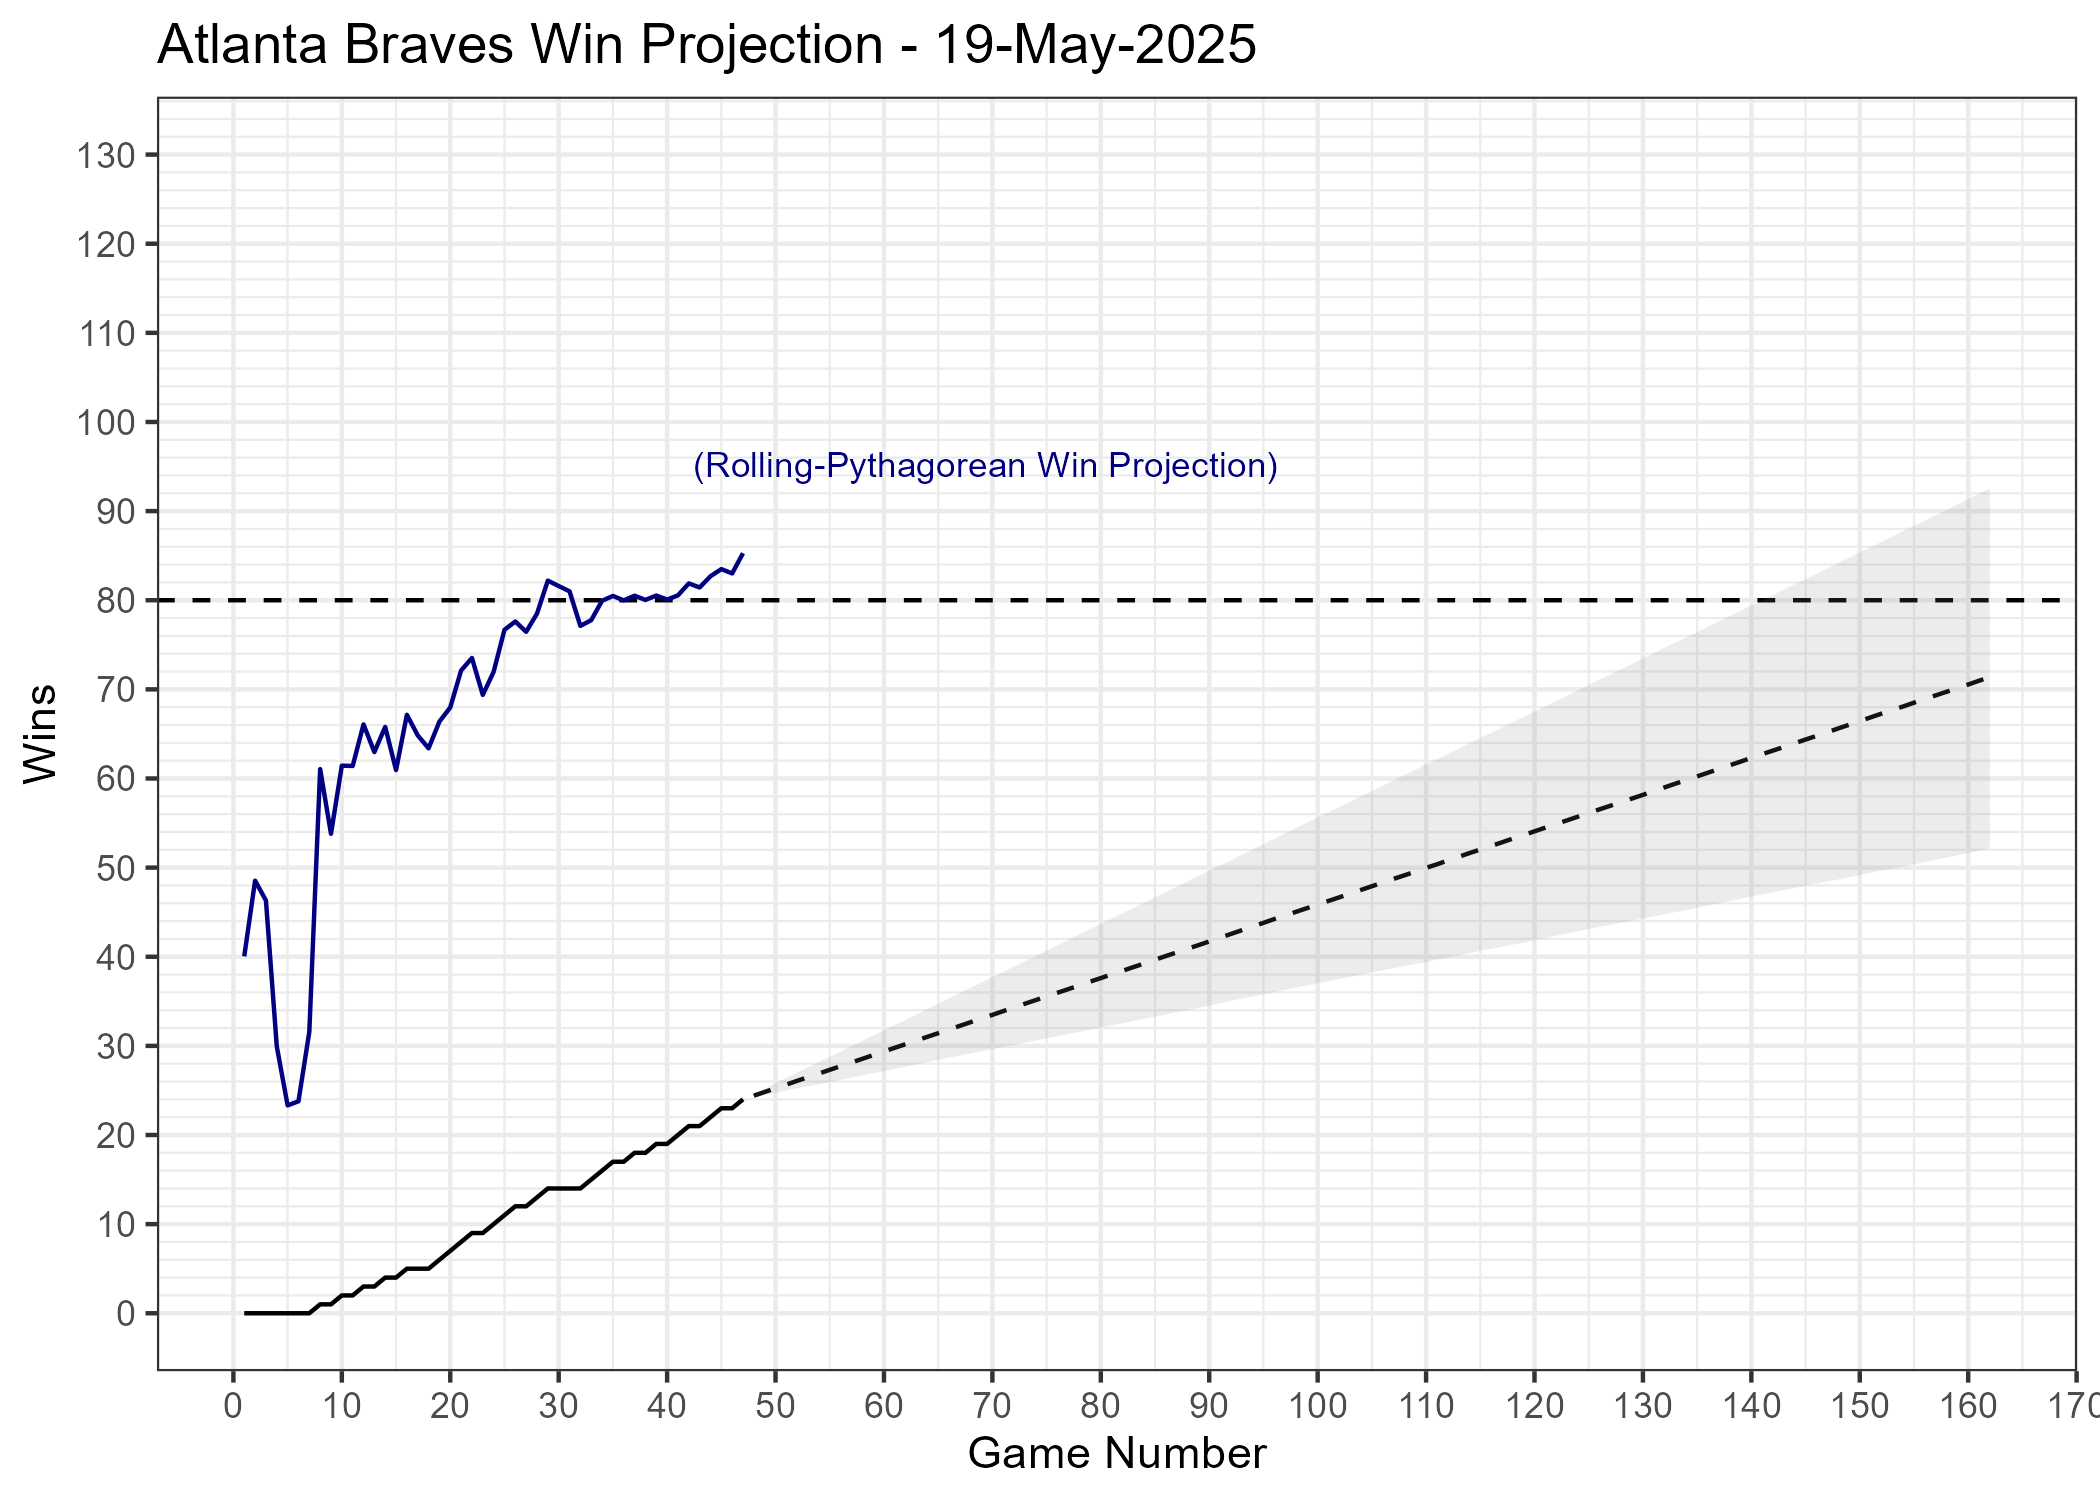 Atlanta Braves Win Projection - 19-May-2025
130
120
110
100
(Rolling-Pythagorean Win Projection)
90
80
70
Wins
60
50
40
30
20
10
0
0 10 20 30 40 50 60 70 80 90 100 110 120 130 140 150 160 170
Game Number